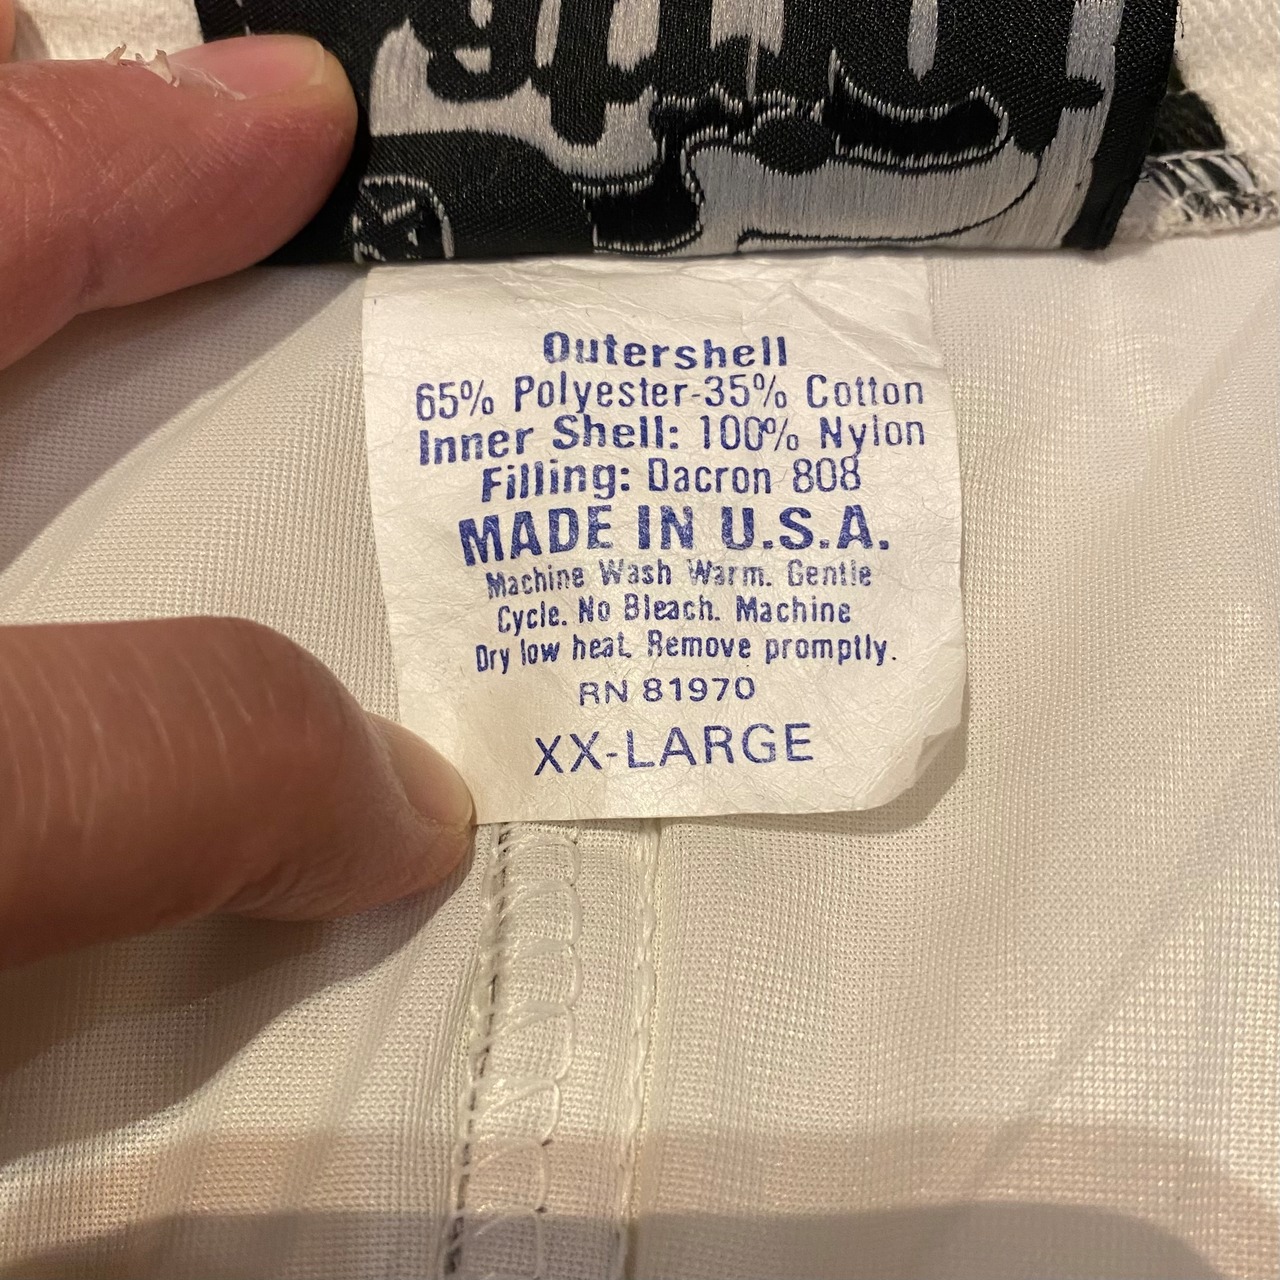 Outershell
65% Polyester-35% Cotton
Inner Shell: 100% Nylon
Filling: Dacron 808
MADE IN U.S.A.
Machine Wash Warm. Gentle
Cycle. No Bleach. Machine
Dry low heat. Remove promptly.
RN 81970
XX-LARGE